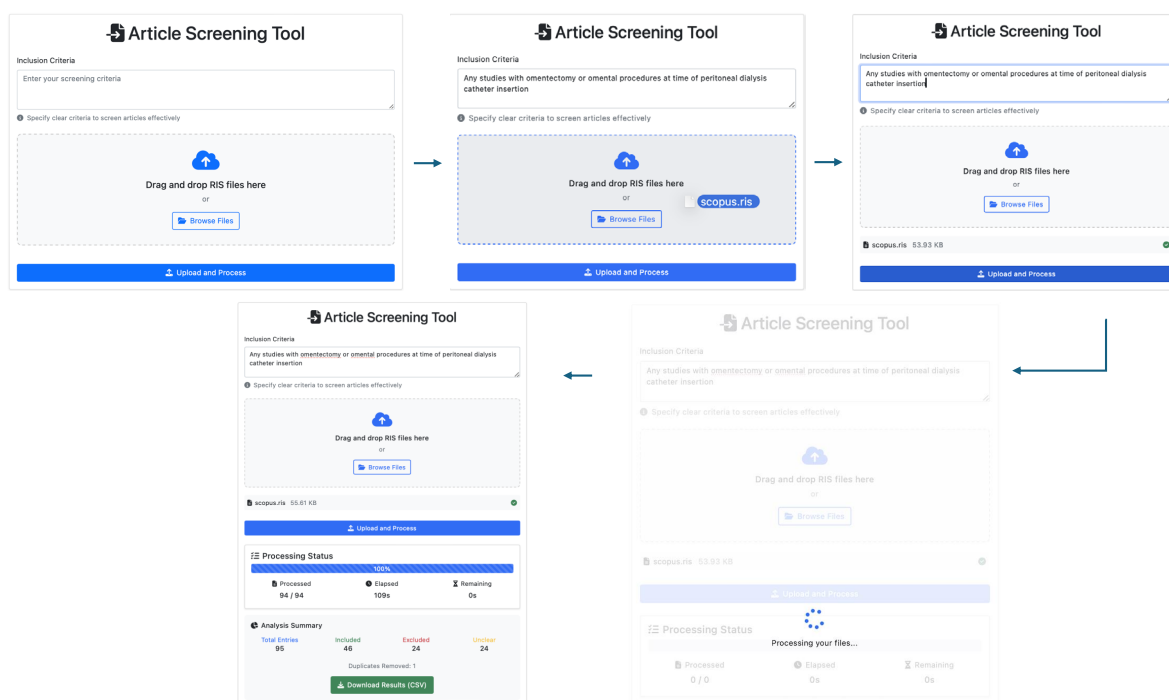 Article Screening Tool
Inclusion Criteria
Enter your screening criteria
Specify clear criteria to screen articles effectively
Drag and drop RIS files here
or
Browse Files
Upload and Process
Article Screening Tool
Inclusion Criteria
Any studies with omentectomy or omental procedures at time of peritoneal dialysis
catheter insertion
Specify clear criteria to screen articles effectively
Drag and drop RIS files here
or
scopus.ris
Browse Files
Upload and Process
Article Screening Tool
Inclusion Criteria
Any studies with omentectomy or omental procedures at time of peritoneal dialysis
catheter insertion
Specify clear criteria to screen articles effectively
Drag and drop RIS files here
or
Browse Files
scopus.ris 53.93 KB
Upload and Process
Article Screening Tool
Inclusion Criteria
Any studies with omentectomy or omental procedures at time of peritoneal dialysis
catheter insertion
Specify clear criteria to screen articles effectively
Drag and drop RIS files here
or
Browse Files
scopus.ris 53.93 KB
Upload and Process
Processing Status
Processing your files...
Processed Elapsed Remaining
0 / 0 0s 0s
Article Screening Tool
Inclusion Criteria
Any studies with omentectomy or omental procedures at time of peritoneal dialysis
catheter insertion
Specify clear criteria to screen articles effectively
Drag and drop RIS files here
or
Browse Files
scopus.ris 55.61 KB
Upload and Process
Processing Status
100%
Processed Elapsed Remaining
94 / 94 109s 0s
Analysis Summary
Total Entries Included Excluded Unclear
95 46 24 24
Duplicates Removed: 1
Download Results (CSV)